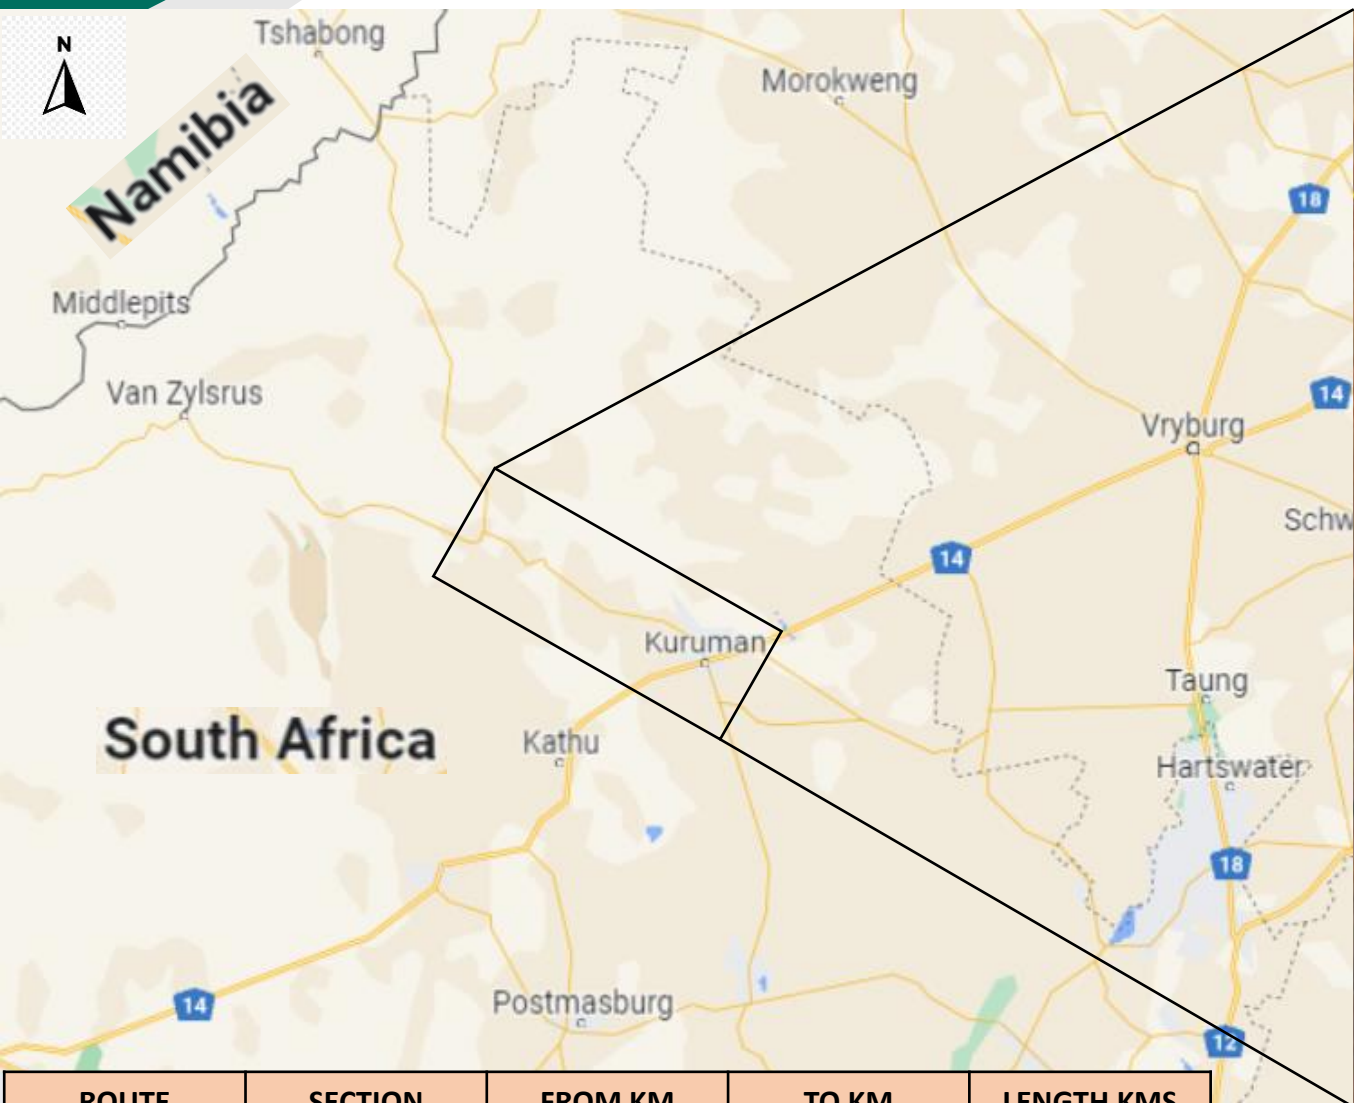 N
Tshabong
Morokweng
Namibia
18
Middlepits
Van Zylsrus
14
Vryburg
Schw
14
Kuruman
Taung
South Africa
Kathu
Hartswater
18
14
Postmasburg
12
ROUTE SECTION FROM KM TO KM LENGTH KMS